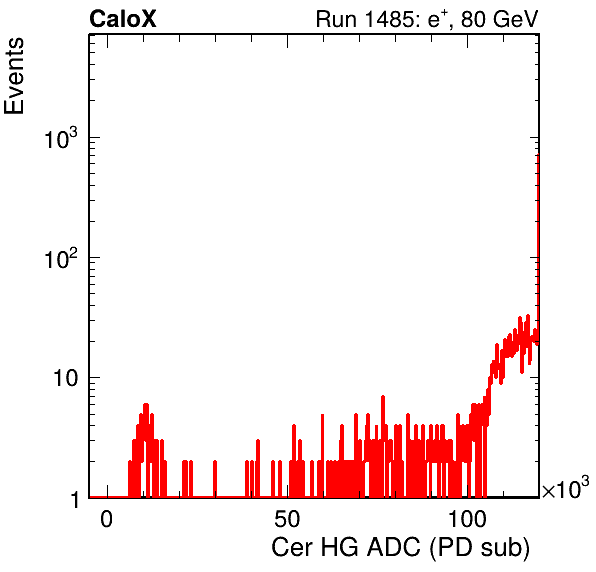 CaloX Run 1485: e⁺, 80 GeV
Events
10³
10²
10
1
0 50 100 ×10³
Cer HG ADC (PD sub)